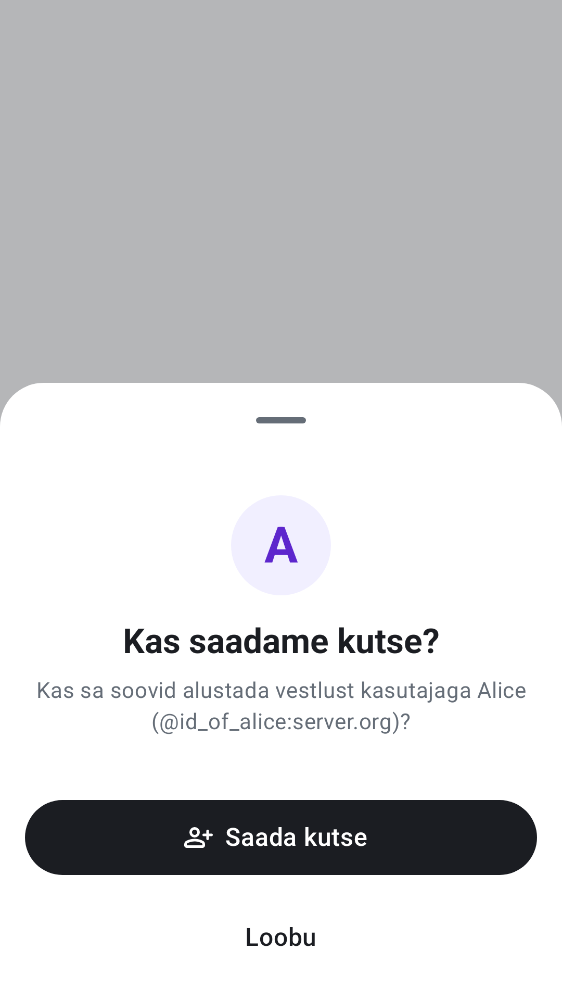 A
Kas saadame kutse?
Kas sa soovid alustada vestlust kasutajaga Alice
(@id_of_alice:server.org)?
Saada kutse
Loobu